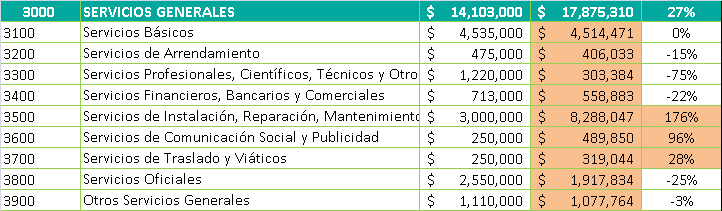 3000 SERVICIOS GENERALES $ 14,103,000 $ 17,875,310 27%
3100 Servicios Básicos $ 4,535,000 $ 4,514,471 0%
3200 Servicios de Arrendamiento $ 475,000 $ 406,033 -15%
3300 Servicios Profesionales, Científicos, Técnicos y Otro $ 1,220,000 $ 303,384 -75%
3400 Servicios Financieros, Bancarios y Comerciales $ 713,000 $ 558,883 -22%
3500 Servicios de Instalación, Reparación, Mantenimiento $ 3,000,000 $ 8,288,047 176%
3600 Servicios de Comunicación Social y Publicidad $ 250,000 $ 489,850 96%
3700 Servicios de Traslado y Viáticos $ 250,000 $ 319,044 28%
3800 Servicios Oficiales $ 2,550,000 $ 1,917,834 -25%
3900 Otros Servicios Generales $ 1,110,000 $ 1,077,764 -3%